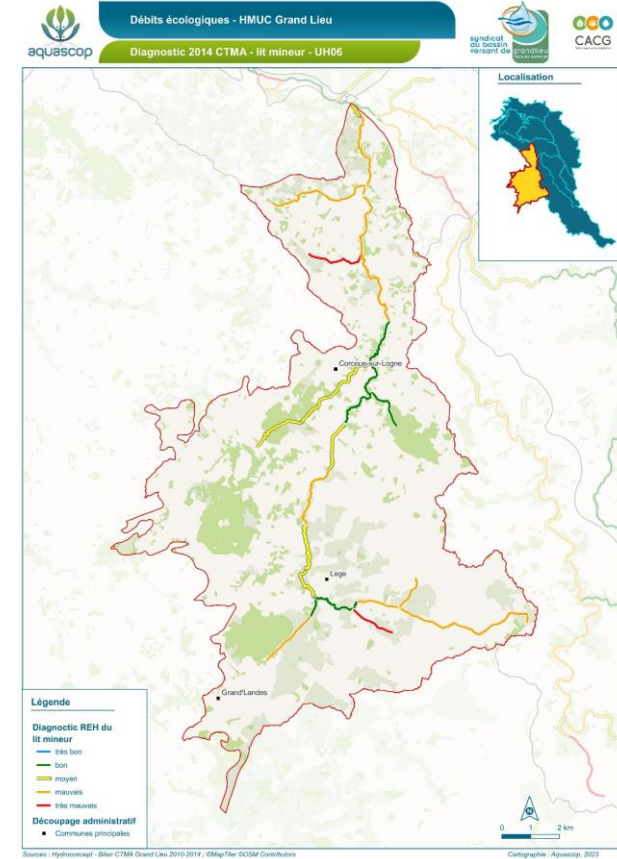 aquascop
Débits écologiques - HMUC Grand Lieu
Diagnostic 2014 CTMA - lit mineur - UH06
syndicat
du bassin
versant de grandlieu
CACG
Localisation
Corcoué-sur-Logne
Legé
Grand'Landes
Légende
Diagnoctic REH du
lit mineur
très bon
bon
moyen
mauvais
très mauvais
Découpage administratif
Communes principales
N
0 1 2 km
Sources : Hydroconcept - Bilan CTMA Grand Lieu 2010-2014 ; ©MapTiler ©OSM Contributors
Cartographie : Aquascop, 2023